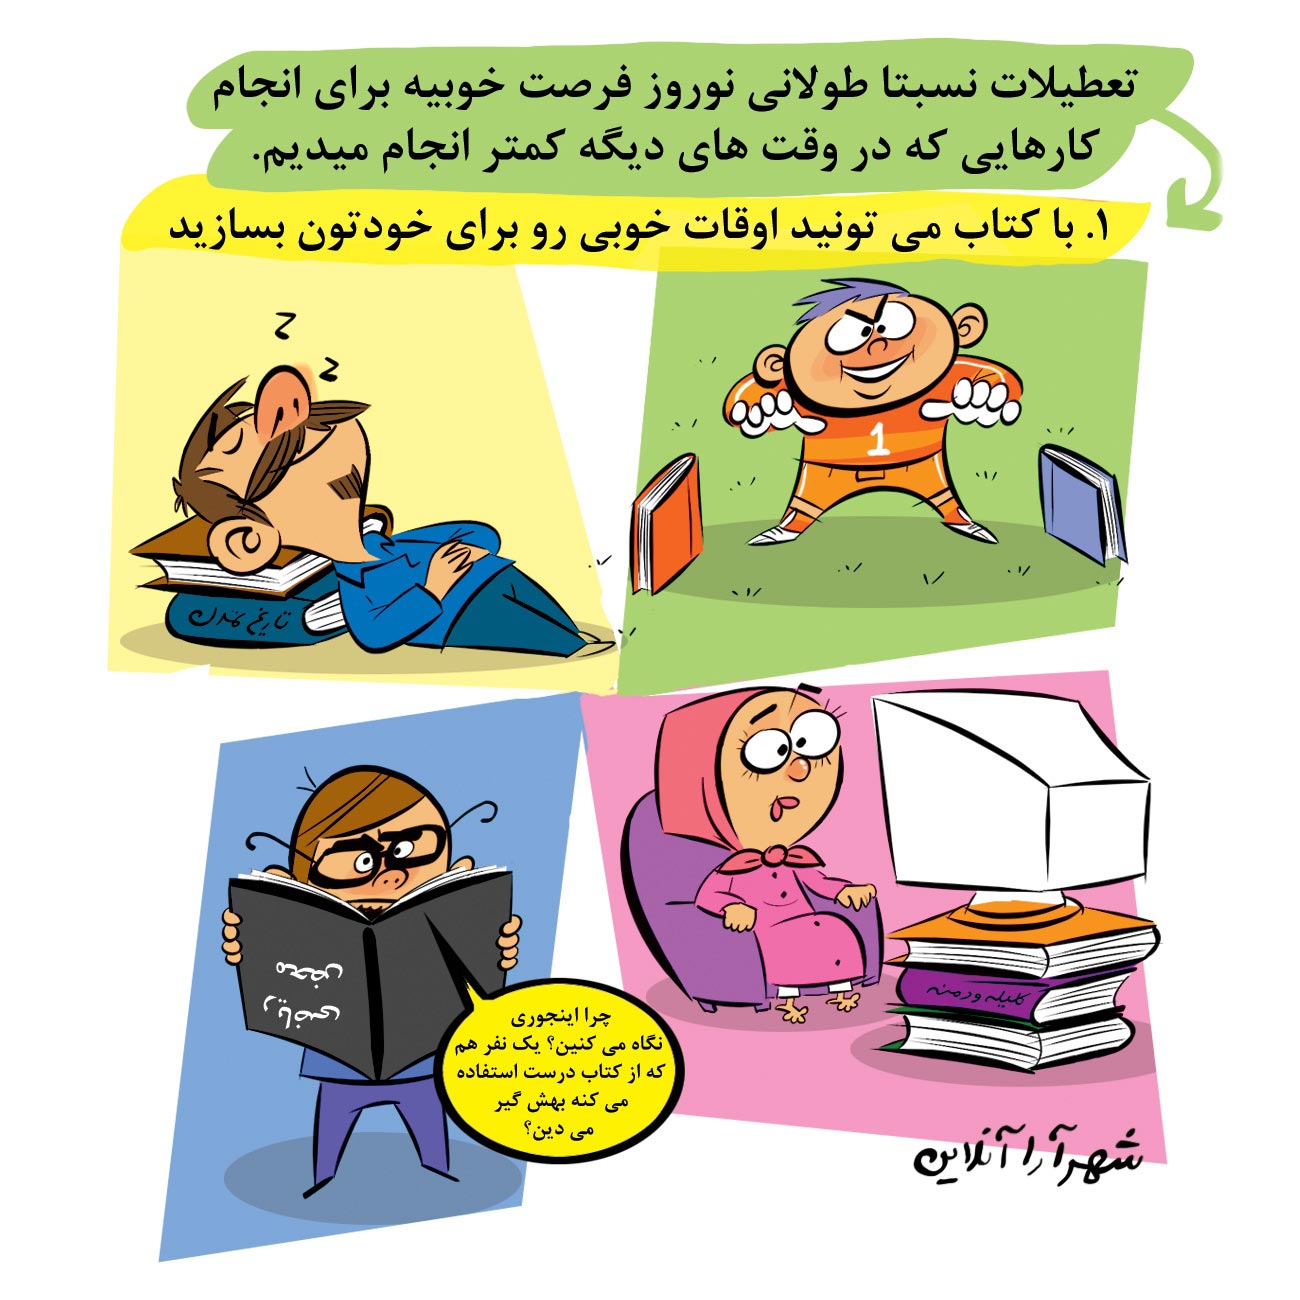 تعطیلات نسبتا طولانی نوروز فرصت خوبیه برای انجام
کارهایی که در وقت های دیگه کمتر انجام میدیم.
۱. با کتاب می تونید اوقات خوبی رو برای خودتون بسازید
1
z
z
تاریخ تمدن
کلیله و دمنه
ریاضی
محض
چرا اینجوری
نگاه می کنین؟ یک نفر هم
که از کتاب درست استفاده
می کنه بهش گیر
می دین؟
شهرآرا آنلاین